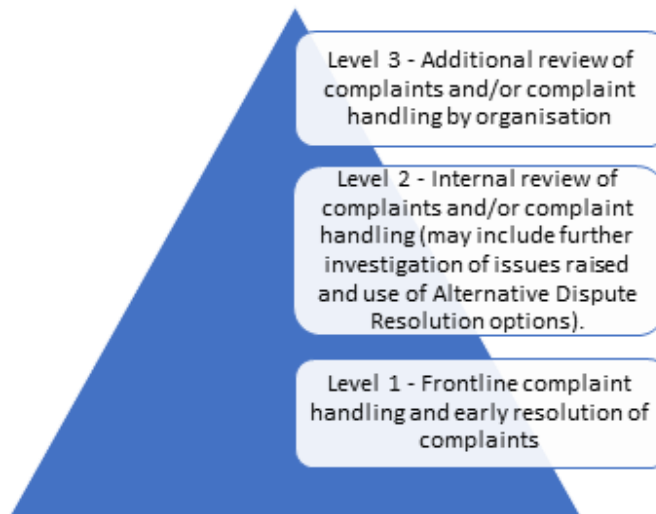 Level 3 - Additional review of
complaints and/or complaint
handling by organisation
Level 2 - Internal review of
complaints and/or complaint
handling (may include further
investigation of issues raised
and use of Alternative Dispute
Resolution options).
Level 1 - Frontline complaint
handling and early resolution of
complaints